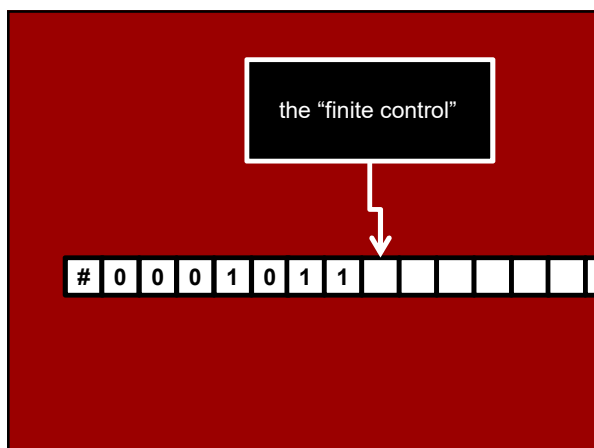 the “finite control”
# 0 0 0 1 0 1 1